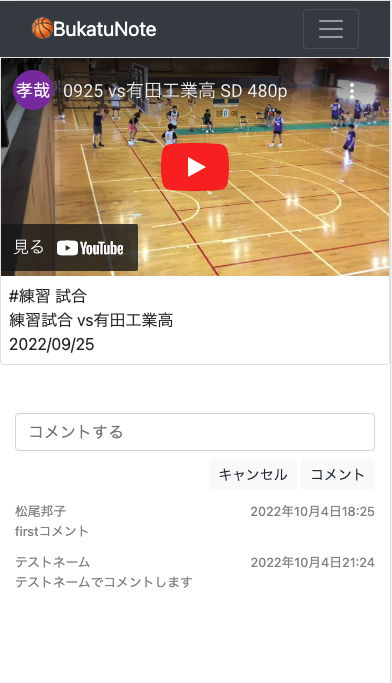 🏀BukatuNote
孝哉 0925 vs有田工業高 SD 480p
見る YouTube
#練習 試合
練習試合 vs有田工業高
2022/09/25
コメントする
キャンセル コメント
松尾邦子 2022年10月4日18:25
firstコメント
テストネーム 2022年10月4日21:24
テストネームでコメントします